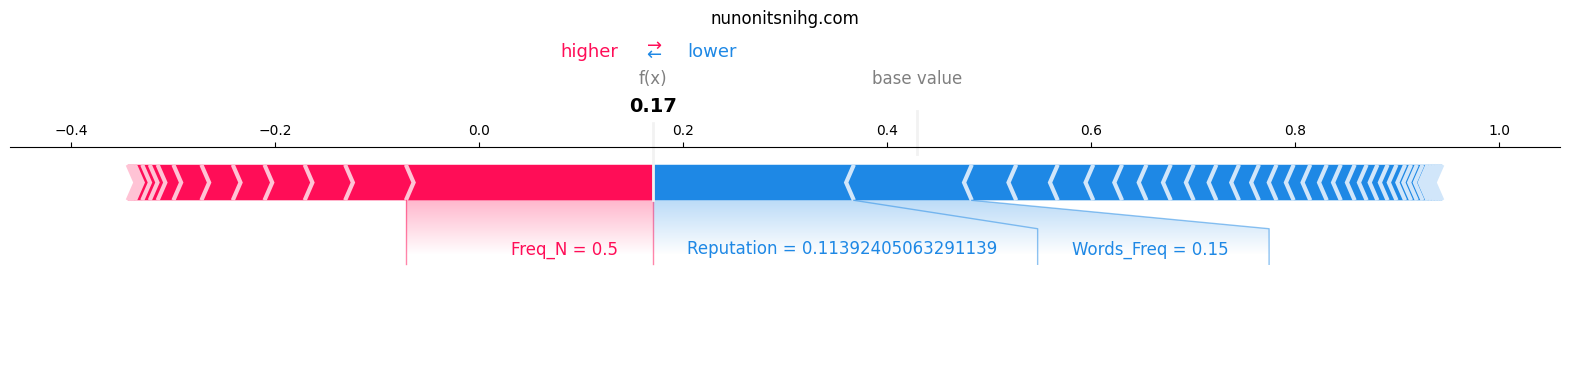 nunonitsnihg.com
higher ⇄ lower
f(x) base value
0.17
−0.4 −0.2 0.0 0.2 0.4 0.6 0.8 1.0
Freq_N = 0.5 Reputation = 0.11392405063291139 Words_Freq = 0.15